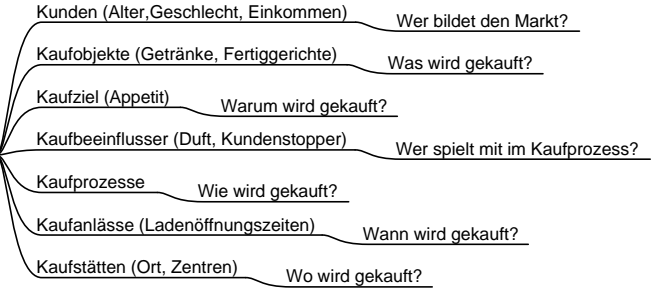 Kunden (Alter,Geschlecht, Einkommen)
Wer bildet den Markt?
Kaufobjekte (Getränke, Fertiggerichte)
Was wird gekauft?
Kaufziel (Appetit)
Warum wird gekauft?
Kaufbeeinflusser (Duft, Kundenstopper)
Wer spielt mit im Kaufprozess?
Kaufprozesse
Wie wird gekauft?
Kaufanlässe (Ladenöffnungszeiten)
Wann wird gekauft?
Kaufstätten (Ort, Zentren)
Wo wird gekauft?